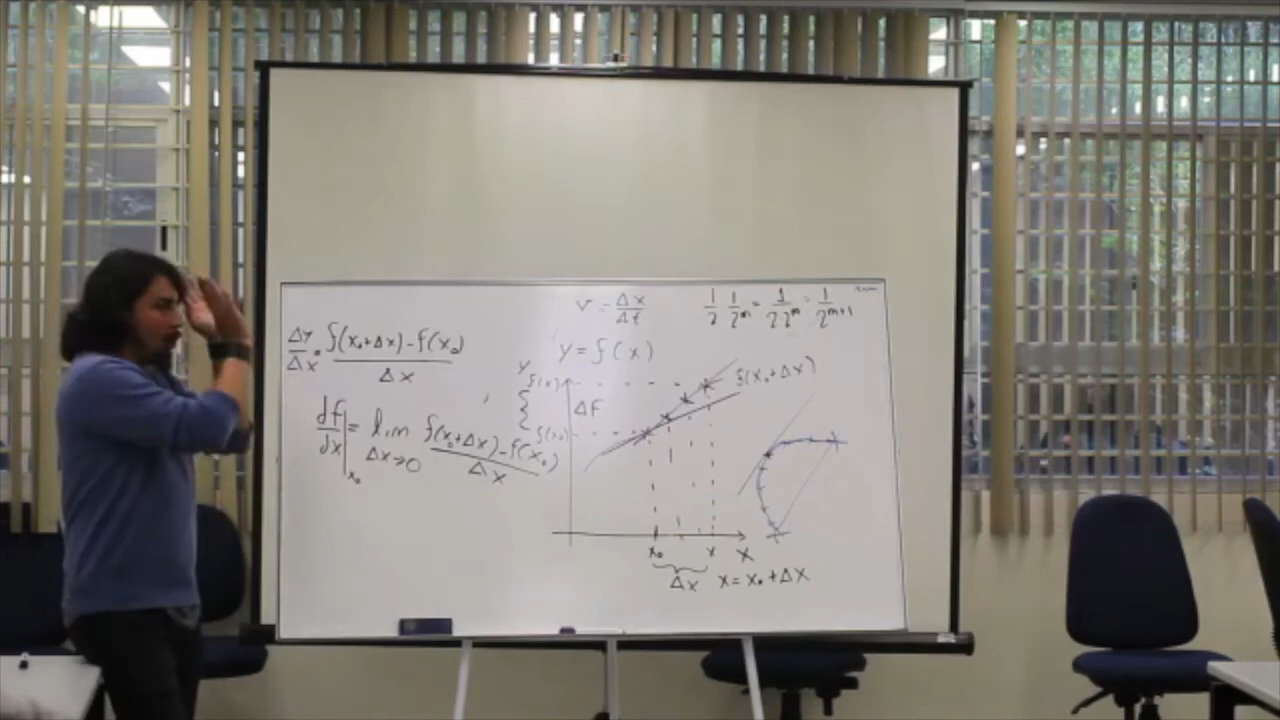 V = Δx/Δt
1/2 1/2^m = 1/2 2^m = 1/2^m+1
y = f(x)
Δy/Δx = f(x₀+Δx)-f(x₀)/Δx
df/dx|x₀ = lim Δx→0 f(x₀+Δx)-f(x₀)/Δx
y
f(x)
f(x₀+Δx)
ΔF
f(x₀)
x₀ x X
Δx x = x₀ + Δx